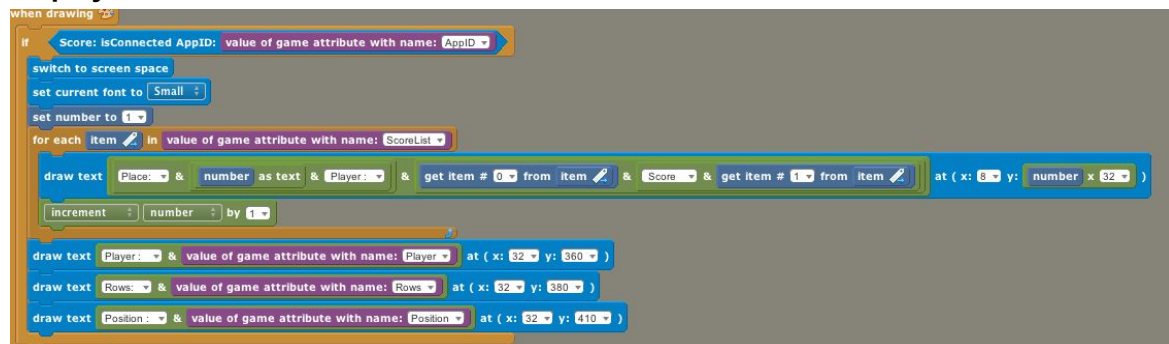 when drawing
if Score: isConnected AppID: value of game attribute with name: AppID
switch to screen space
set current font to Small
set number to 1
for each item in value of game attribute with name: ScoreList
draw text Place: & number as text & Player : & get item # 0 from item & Score & get item # 1 from item at ( x: 8 y: number x 32 )
increment number by 1
draw text Player : & value of game attribute with name: Player at ( x: 32 y: 360 )
draw text Rows: & value of game attribute with name: Rows at ( x: 32 y: 380 )
draw text Position : & value of game attribute with name: Position at ( x: 32 y: 410 )